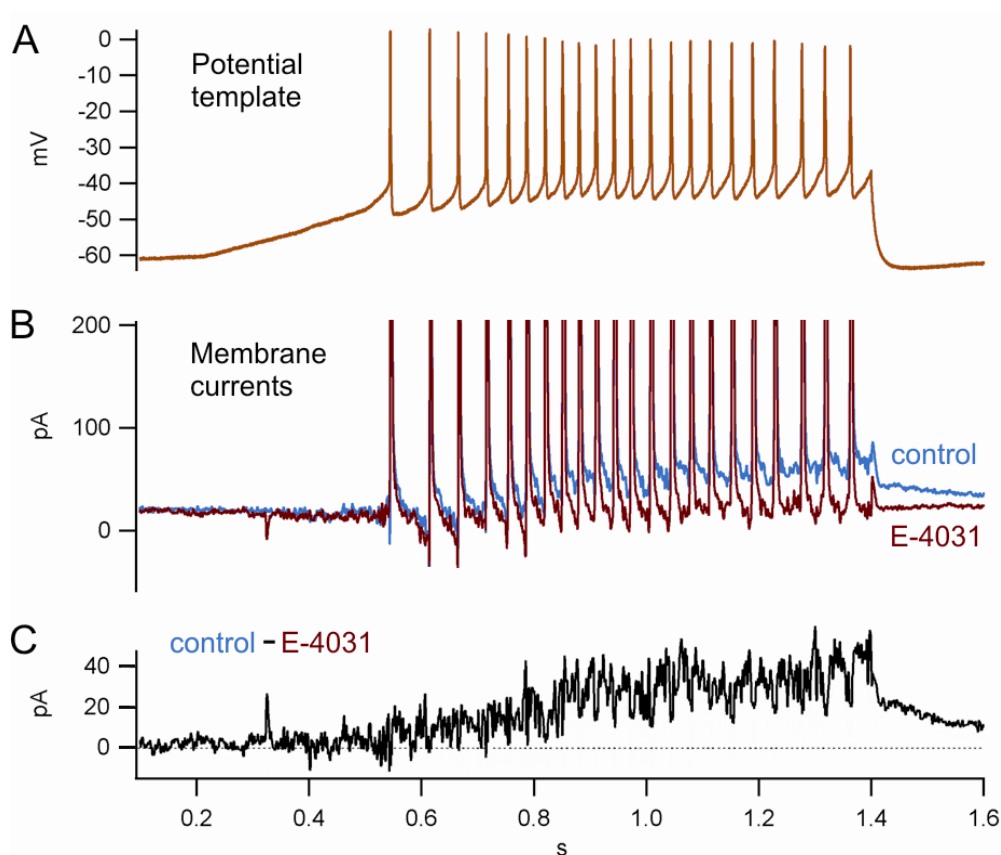 A
Potential
template
mV
0
-10
-20
-30
-40
-50
-60
B
Membrane
currents
pA
200
100
0
control
E-4031
C
control - E-4031
pA
40
20
0
0.2 0.4 0.6 0.8 1.0 1.2 1.4 1.6
s